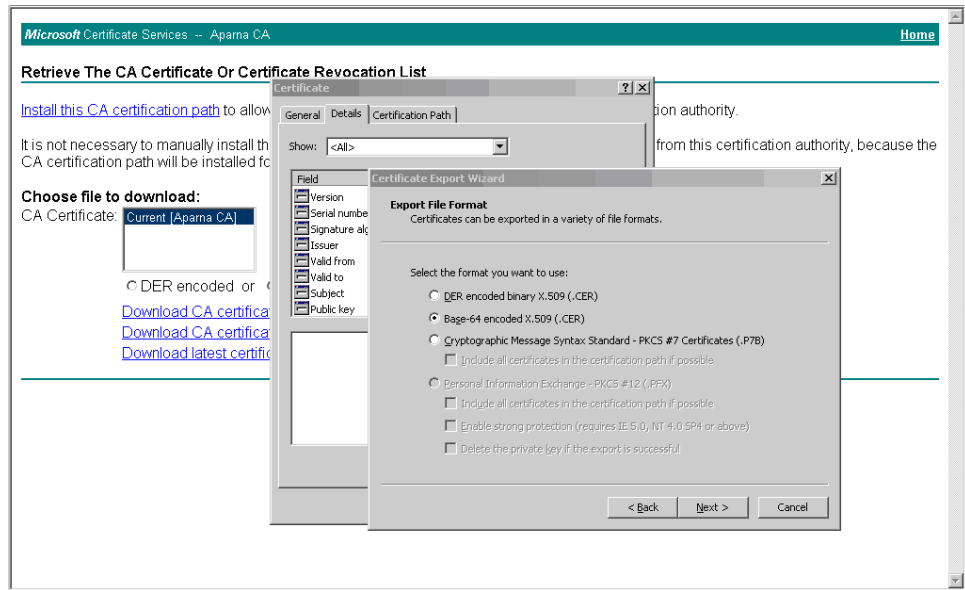 Microsoft Certificate Services -- Aparna CA Home
Retrieve The CA Certificate Or Certificate Revocation List
Install this CA certification path to allow
authority.
It is not necessary to manually install
from this certification authority, because the
CA certification path will be installed
Choose file to download:
CA Certificate:
Current [Aparna CA]
DER encoded or
Download CA
Download CA
Download latest
Certificate
General Details Certification Path
Show: <All>
Field
Version
Serial
Signature
Issuer
Valid from
Valid to
Subject
Public key
Certificate Export Wizard
Export File Format
Certificates can be exported in a variety of file formats.
Select the format you want to use:
DER encoded binary X.509 (.CER)
Base-64 encoded X.509 (.CER)
Cryptographic Message Syntax Standard - PKCS #7 Certificates (.P7B)
Include all certificates in the certification path if possible
Personal Information Exchange - PKCS #12 (.PFX)
Include all certificates in the certification path if possible
Enable strong protection (requires IE 5.0, NT 4.0 SP4 or above)
Delete the private key if the export is successful
< Back Next > Cancel